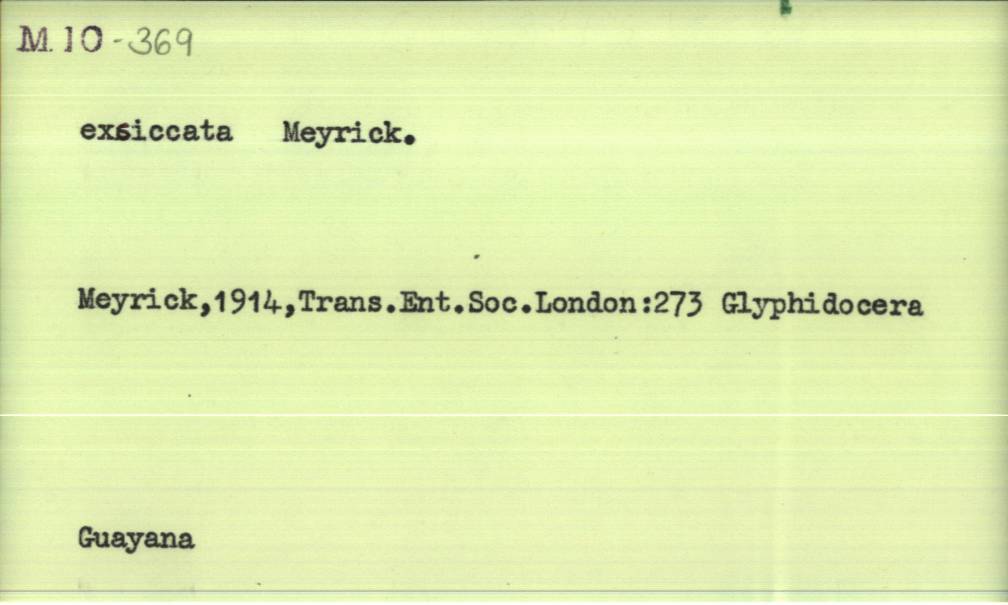 M.10-369
exsiccata Meyrick.
Meyrick,1914,Trans.Ent.Soc.London:273 Glyphidocera
Guayana